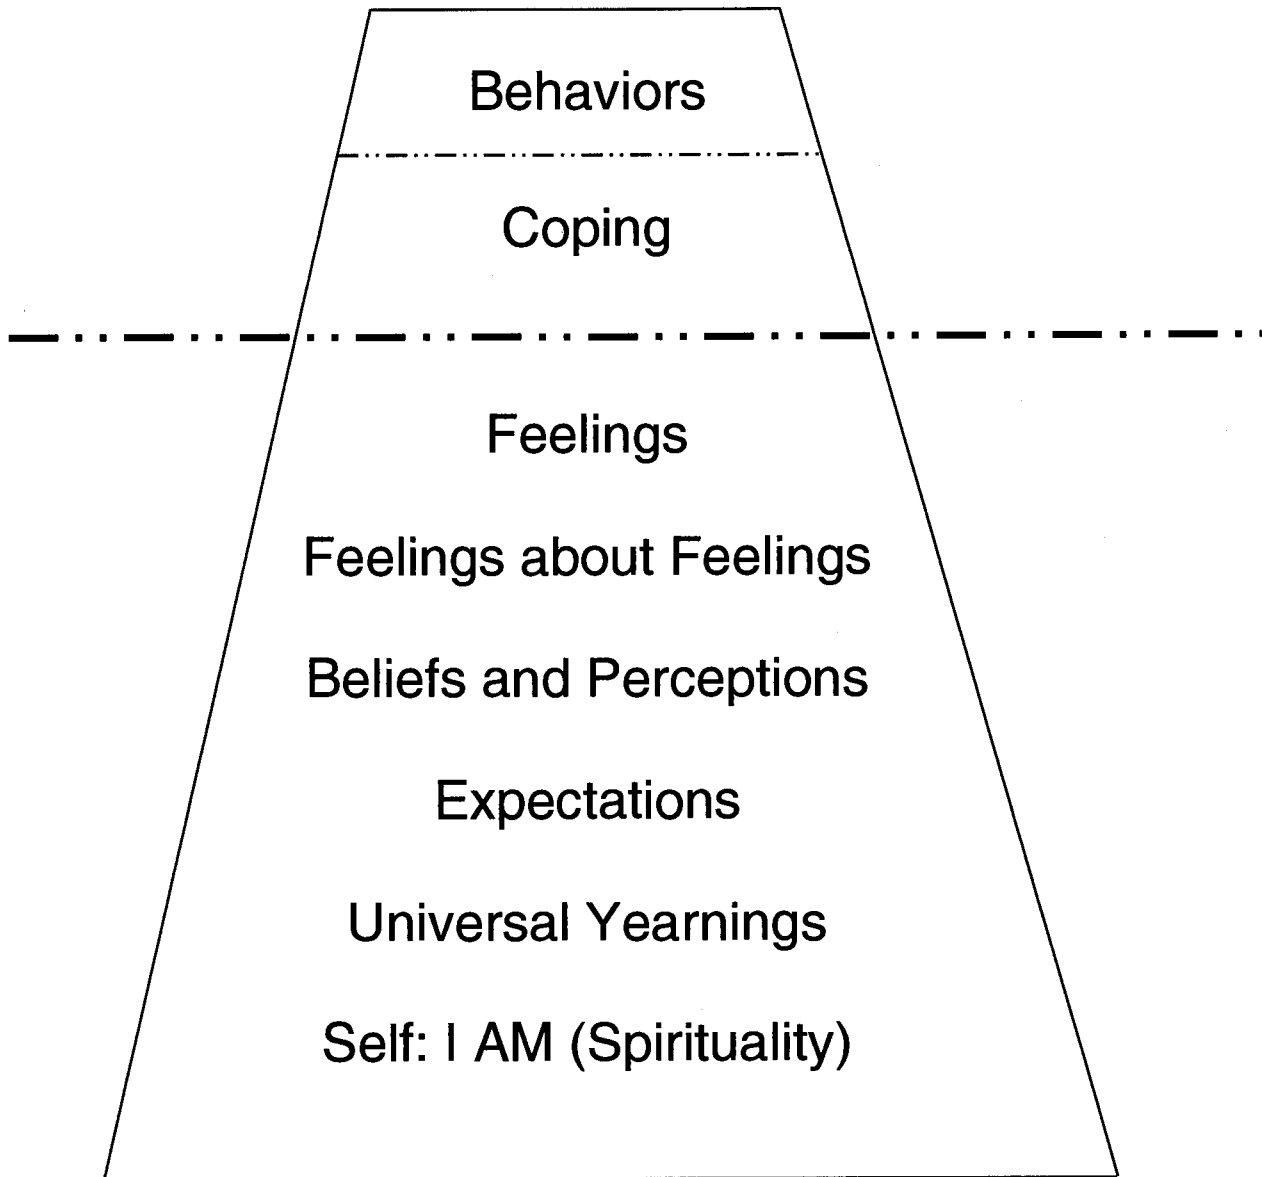 Behaviors
Coping
Feelings
Feelings about Feelings
Beliefs and Perceptions
Expectations
Universal Yearnings
Self: I AM (Spirituality)